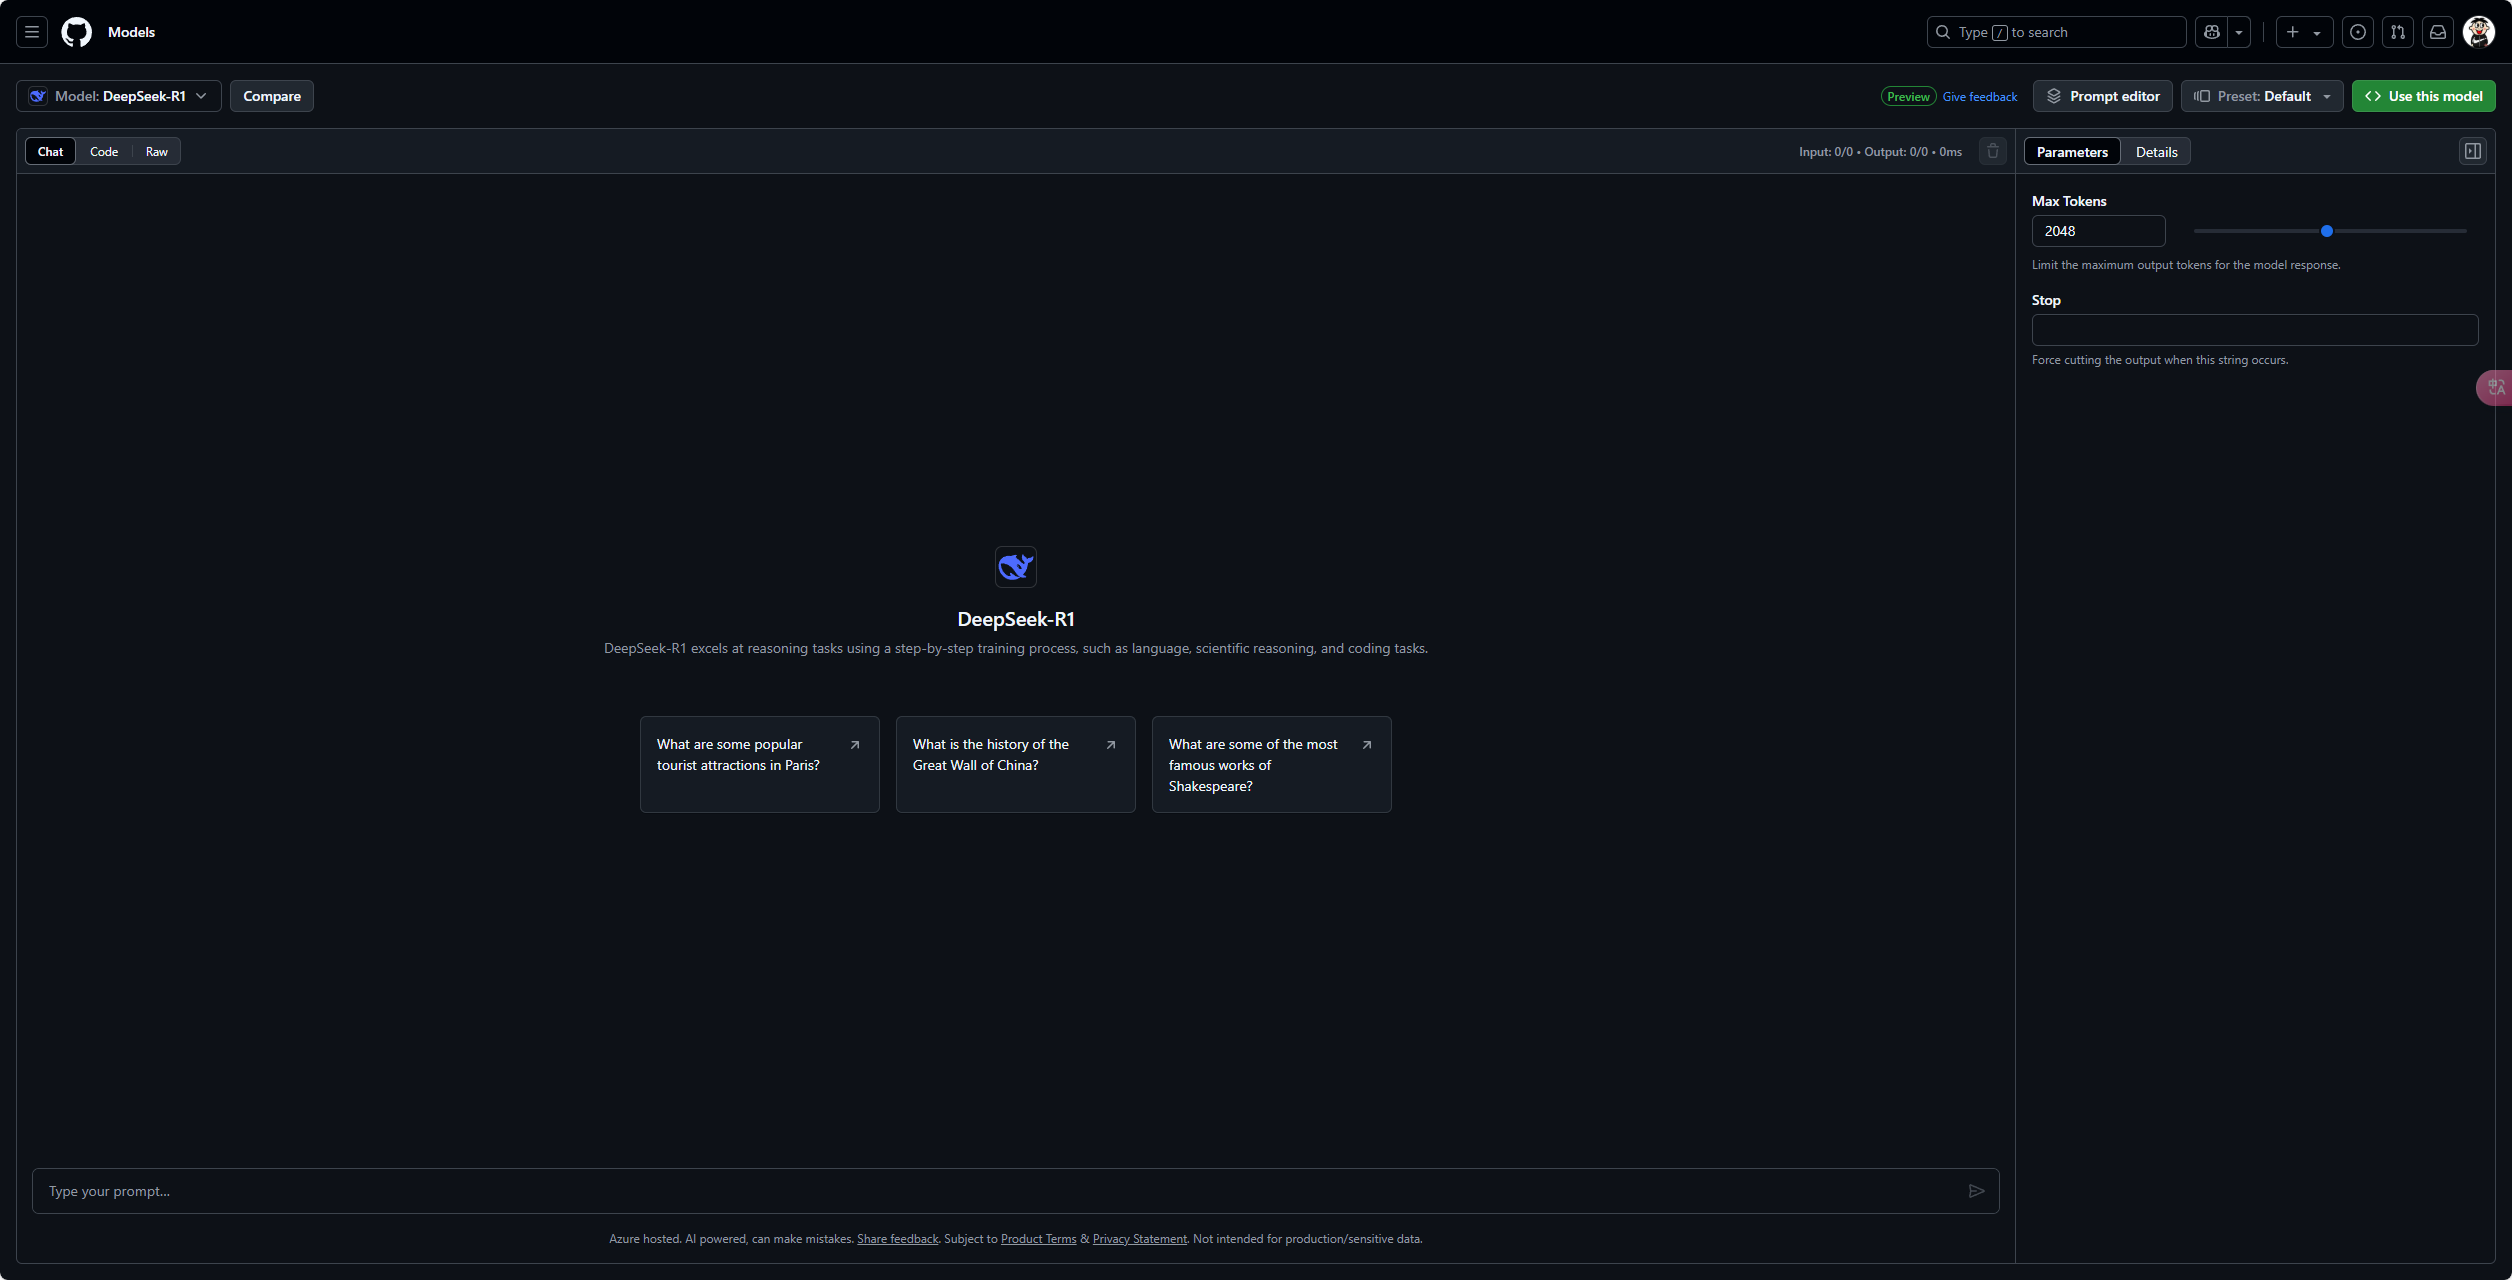 Models
Type / to search
Model: DeepSeek-R1
Compare
Preview
Give feedback
Prompt editor
Preset: Default
Use this model
Chat
Code
Raw
Input: 0/0 • Output: 0/0 • 0ms
Parameters
Details
Max Tokens
2048
Limit the maximum output tokens for the model response.
Stop
Force cutting the output when this string occurs.
中A
DeepSeek-R1
DeepSeek-R1 excels at reasoning tasks using a step-by-step training process, such as language, scientific reasoning, and coding tasks.
What are some popular
tourist attractions in Paris?
What is the history of the
Great Wall of China?
What are some of the most
famous works of
Shakespeare?
Type your prompt...
Azure hosted. AI powered, can make mistakes. Share feedback. Subject to Product Terms & Privacy Statement. Not intended for production/sensitive data.